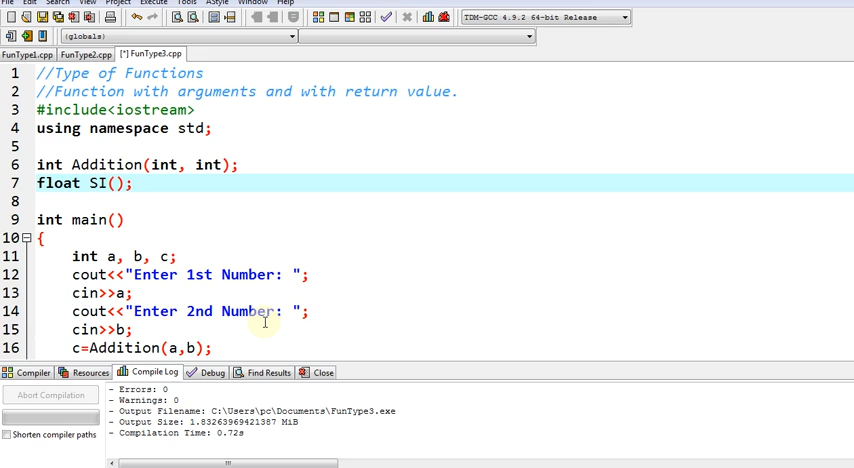 File Edit Search View Project Execute Tools AStyle Window Help
TDM-GCC 4.9.2 64-bit Release
(globals)
FunType1.cpp FunType2.cpp [*] FunType3.cpp
1 //Type of Functions
2 //Function with arguments and with return value.
3 #include<iostream>
4 using namespace std;
5
6 int Addition(int, int);
7 float SI();
8
9 int main()
10 {
11 int a, b, c;
12 cout<<"Enter 1st Number: ";
13 cin>>a;
14 cout<<"Enter 2nd Number: ";
15 cin>>b;
16 c=Addition(a,b);
Compiler Resources Compile Log Debug Find Results Close
Abort Compilation
Shorten compiler paths
- Errors: 0
- Warnings: 0
- Output Filename: C:\Users\pc\Documents\FunType3.exe
- Output Size: 1.83263969421387 MiB
- Compilation Time: 0.72s